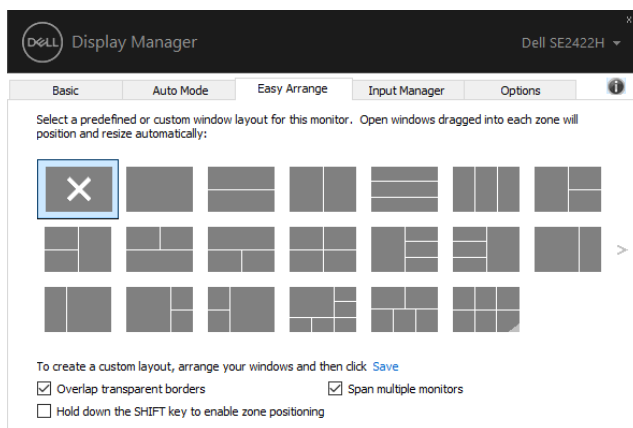 DELL Display Manager
Dell SE2422H
Basic Auto Mode Easy Arrange Input Manager Options
Select a predefined or custom window layout for this monitor. Open windows dragged into each zone will
position and resize automatically:
To create a custom layout, arrange your windows and then click Save
Overlap transparent borders Span multiple monitors
Hold down the SHIFT key to enable zone positioning